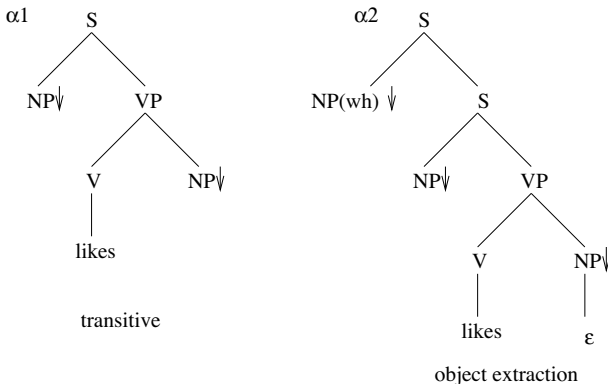 α1 S
NP↓ VP
V NP↓
likes
transitive
α2 S
NP(wh) ↓ S
NP↓ VP
V NP↓
likes ε
object extraction